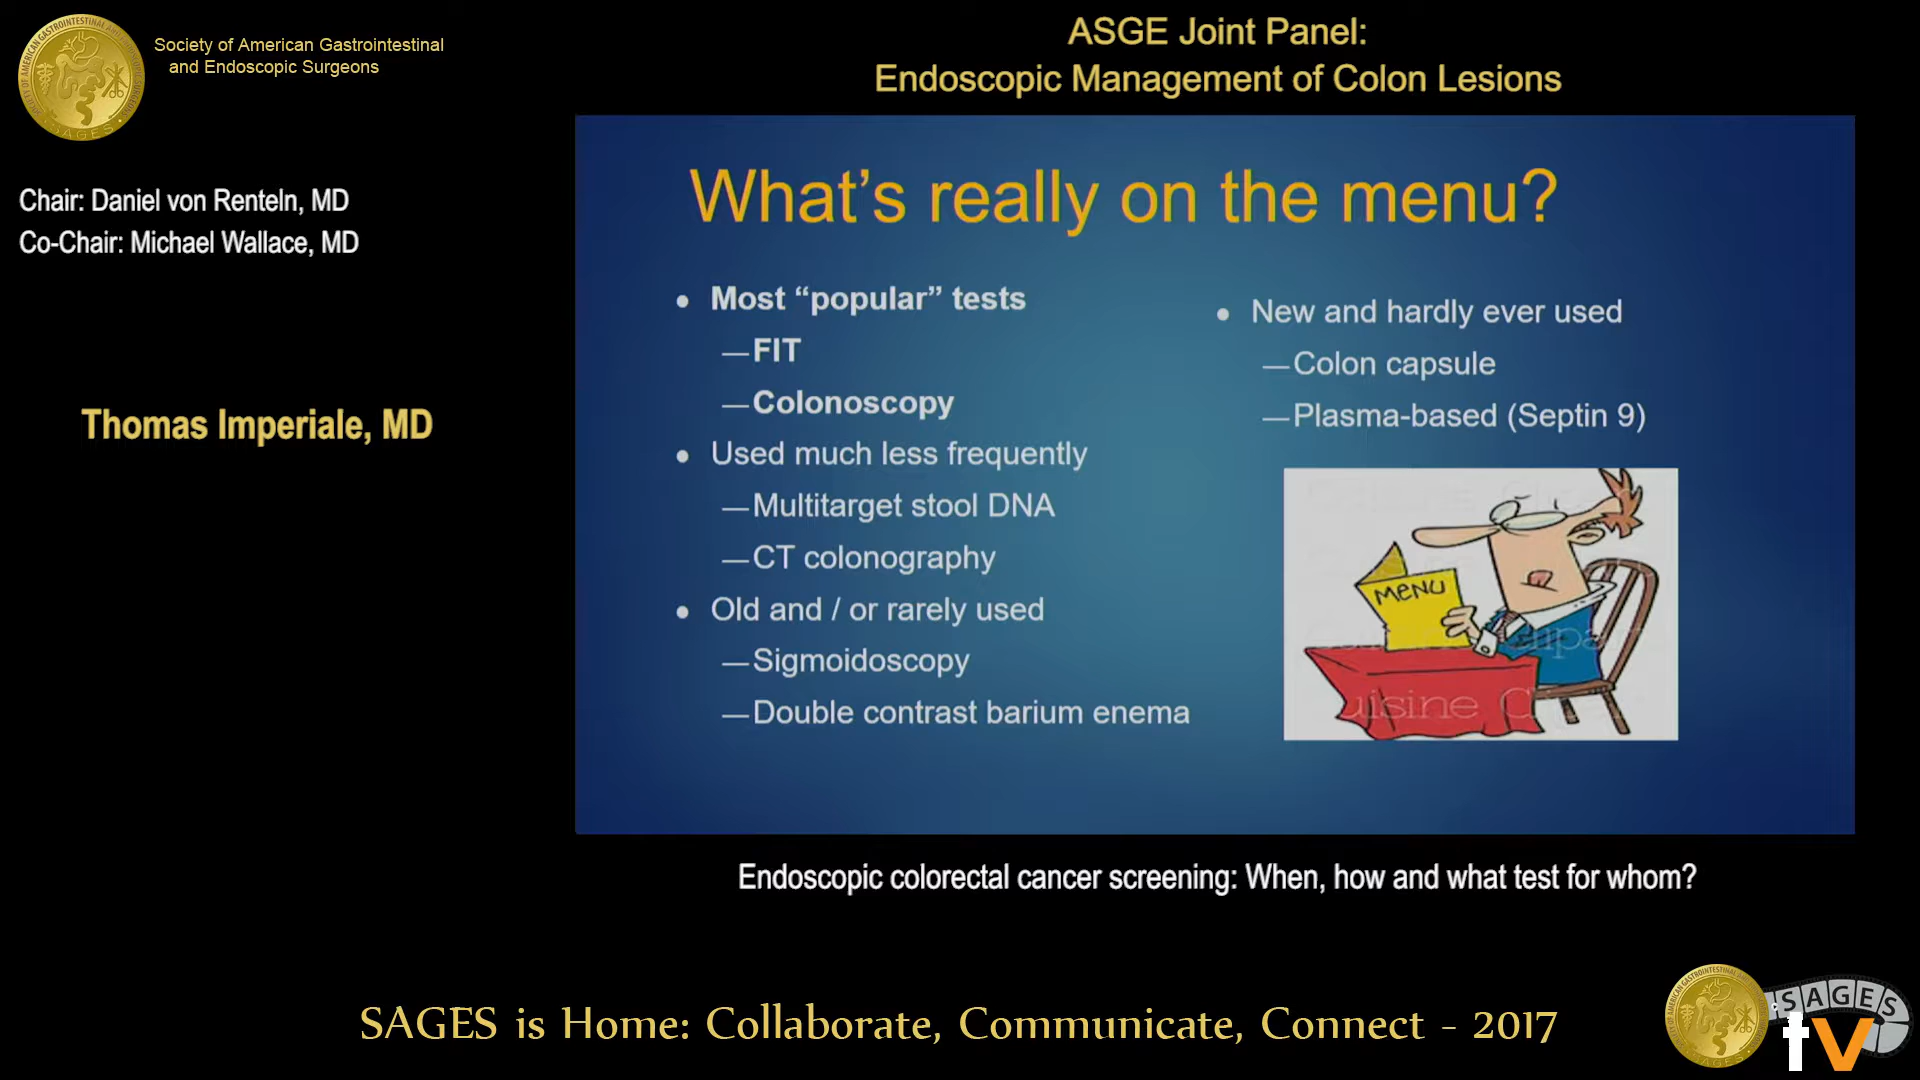 Society of American Gastrointestinal
and Endoscopic Surgeons
ASGE Joint Panel:
Endoscopic Management of Colon Lesions
Chair: Daniel von Renteln, MD
Co-Chair: Michael Wallace, MD
Thomas Imperiale, MD
What’s really on the menu?
• Most “popular” tests
—FIT
—Colonoscopy
• Used much less frequently
—Multitarget stool DNA
—CT colonography
• Old and / or rarely used
—Sigmoidoscopy
—Double contrast barium enema
• New and hardly ever used
—Colon capsule
—Plasma-based (Septin 9)
MENU
Endoscopic colorectal cancer screening: When, how and what test for whom?
SAGES is Home: Collaborate, Communicate, Connect - 2017
SAGES
tv